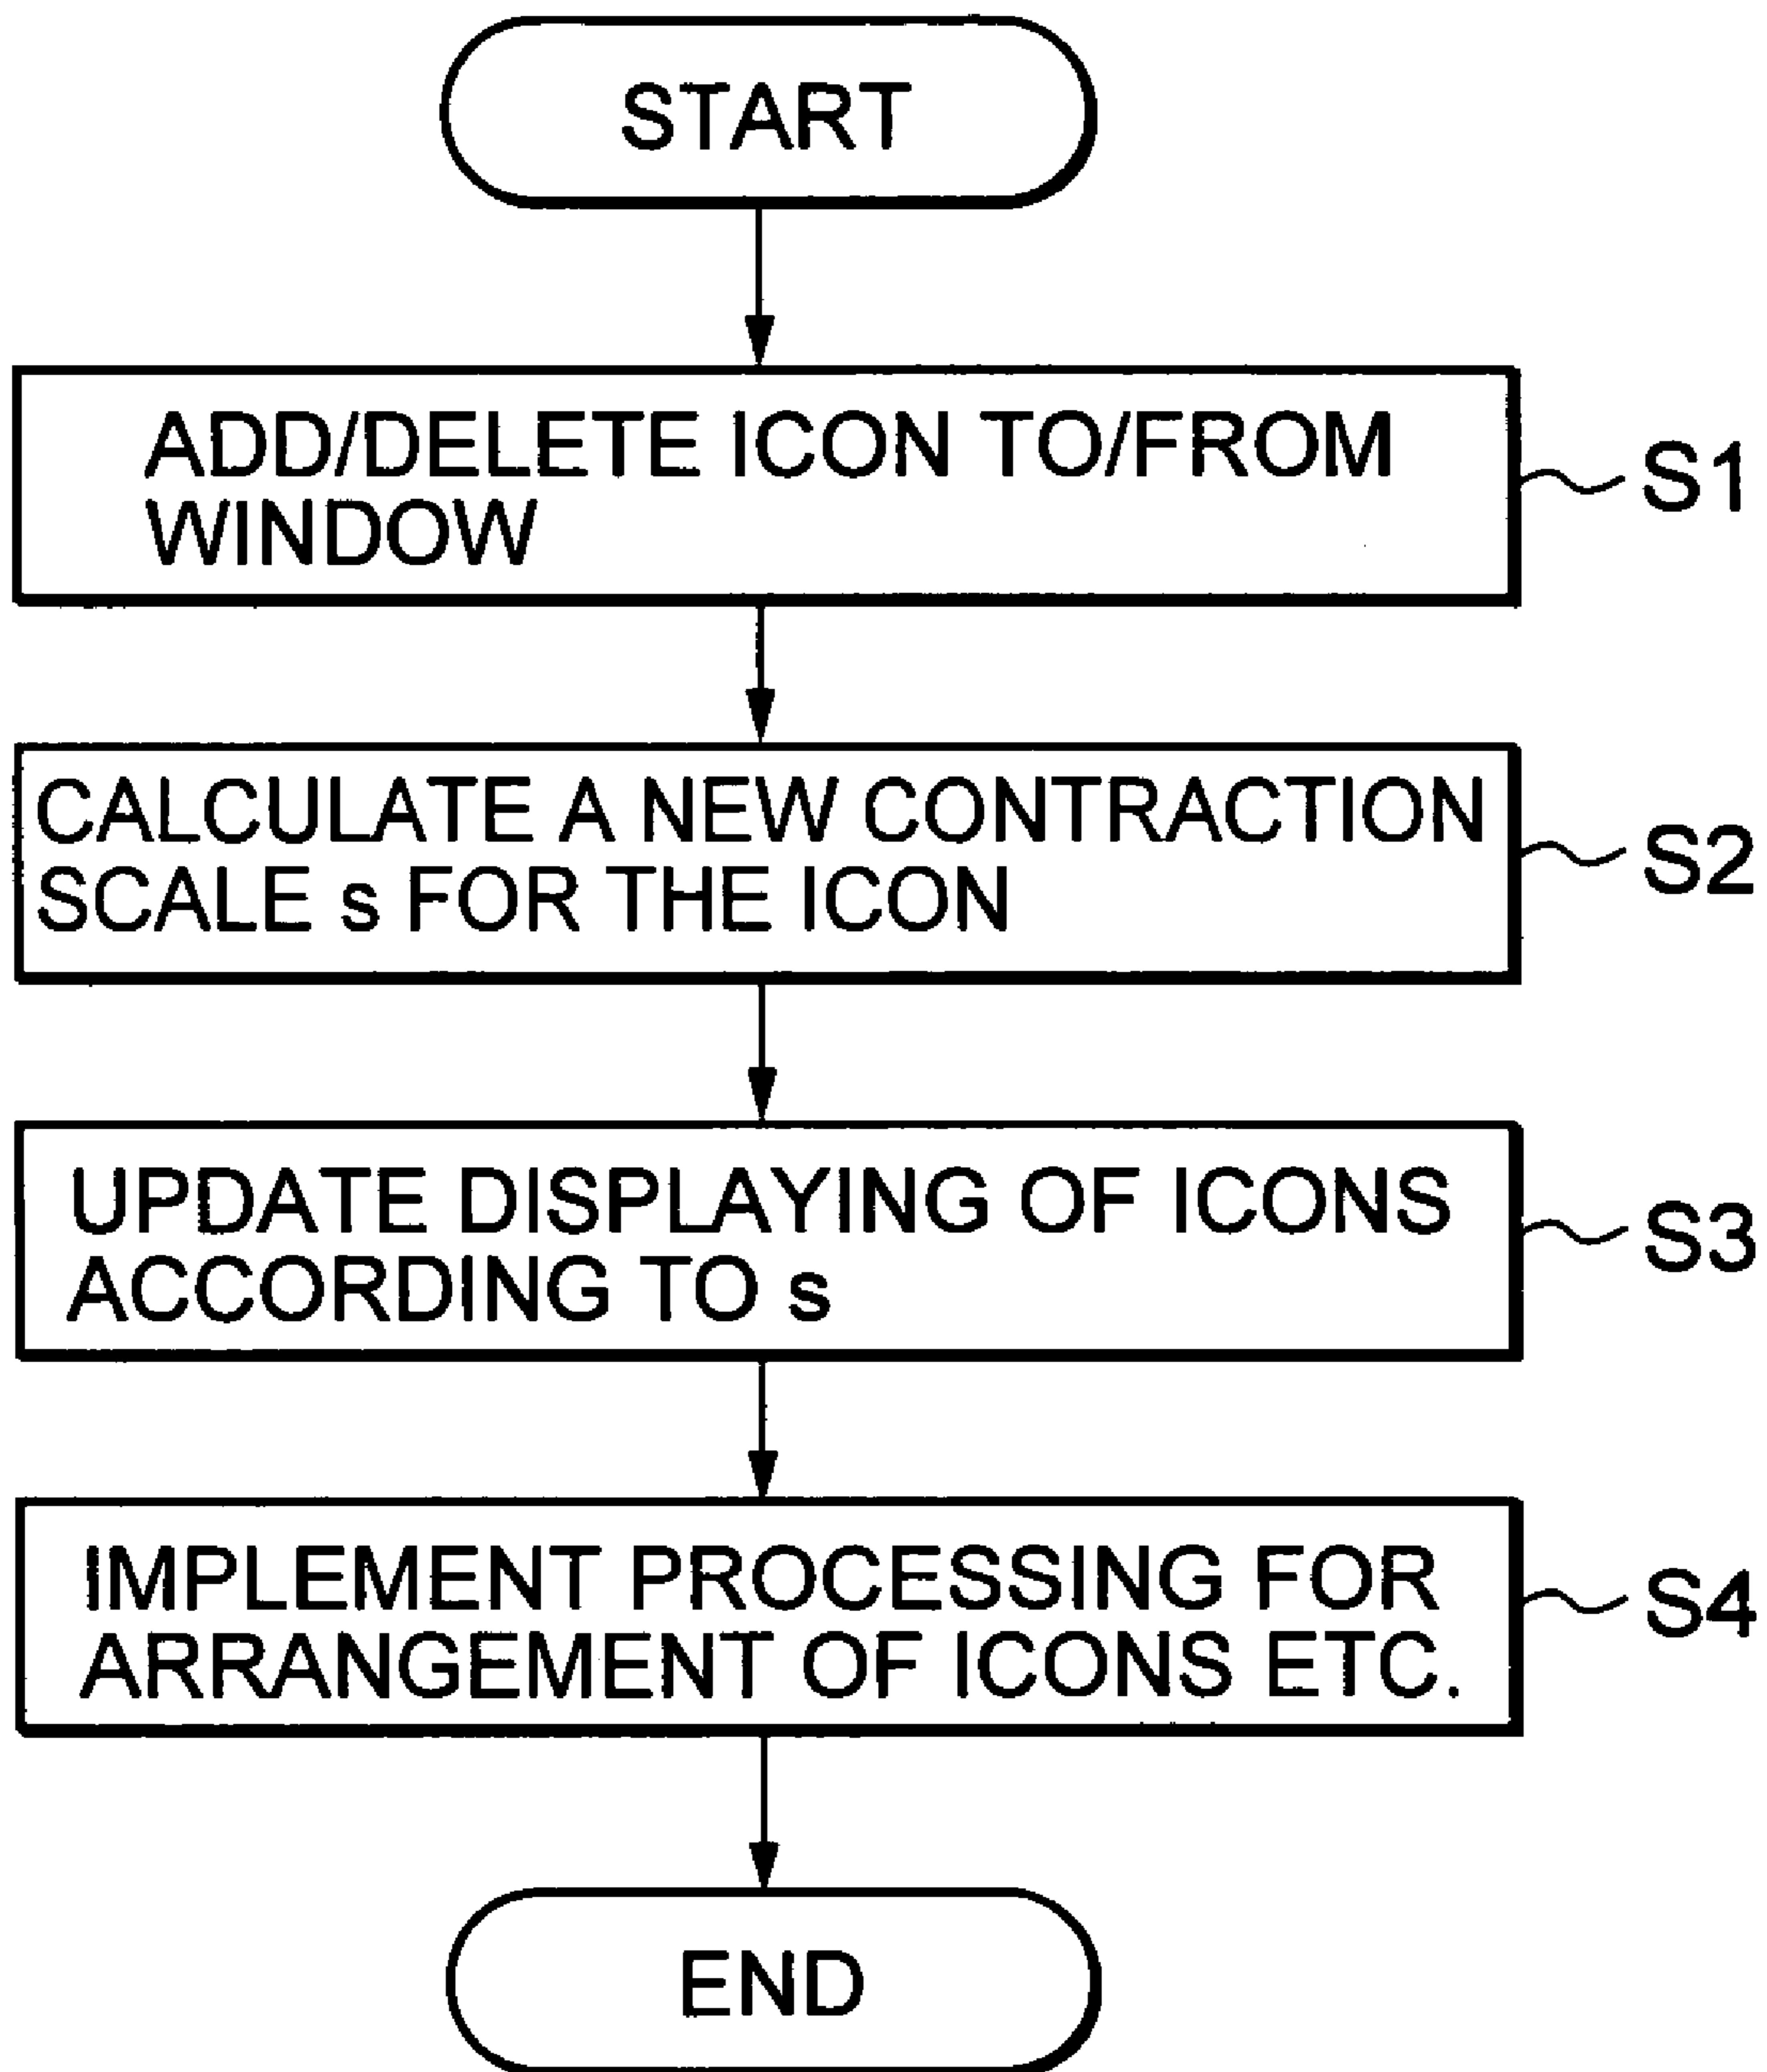 START
ADD/DELETE ICON TO/FROM
WINDOW
S1
CALCULATE A NEW CONTRACTION
SCALE s FOR THE ICON
S2
UPDATE DISPLAYING OF ICONS
ACCORDING TO s
S3
IMPLEMENT PROCESSING FOR
ARRANGEMENT OF ICONS ETC.
S4
END